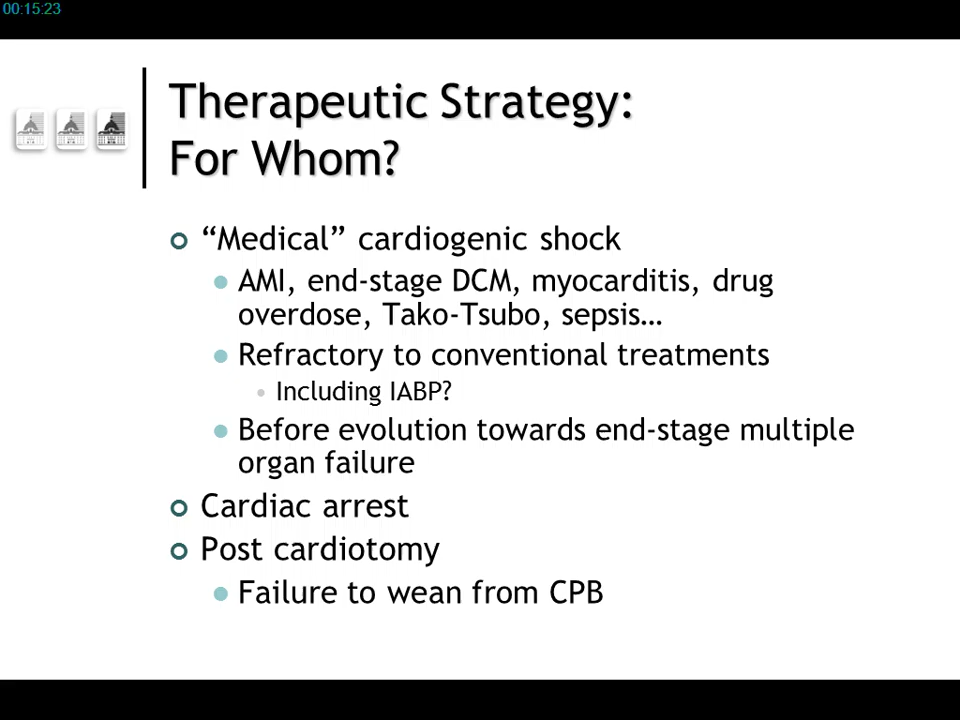 00:15:23
Therapeutic Strategy:
For Whom?
“Medical” cardiogenic shock
AMI, end-stage DCM, myocarditis, drug
overdose, Tako-Tsubo, sepsis…
Refractory to conventional treatments
Including IABP?
Before evolution towards end-stage multiple
organ failure
Cardiac arrest
Post cardiotomy
Failure to wean from CPB